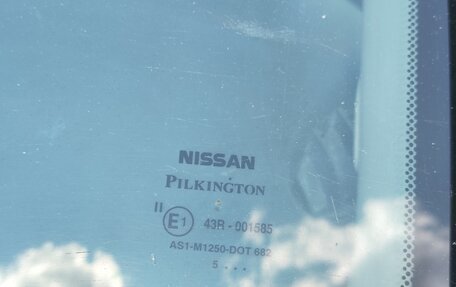 NISSAN
PILKINGTON
II E1 43R - 001585
AS1-M1250-DOT 682
5 . . .